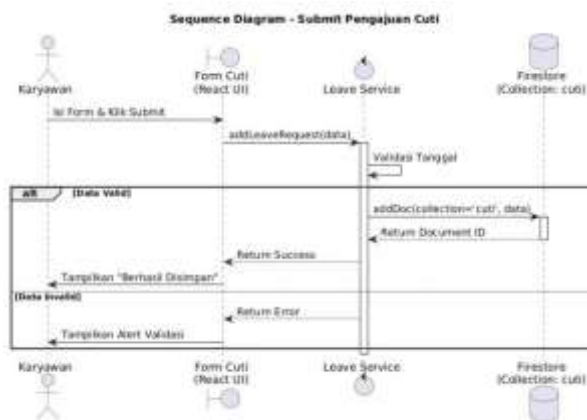 Sequence Diagram - Submit Pengajuan Cuti
Karyawan
Form Cuti
(React UI)
Leave Service
Firestore
(Collection: cuti)
Isi Form & Klik Submit
addLeaveRequest(data)
Validasi Tanggal
alt
[Data Valid]
addDoc(collection='cuti', data)
Return Document ID
Return Success
Tampilkan "Berhasil Disimpan"
[Data Invalid]
Return Error
Tampilkan Alert Validasi
Karyawan
Form Cuti
(React UI)
Leave Service
Firestore
(Collection: cuti)